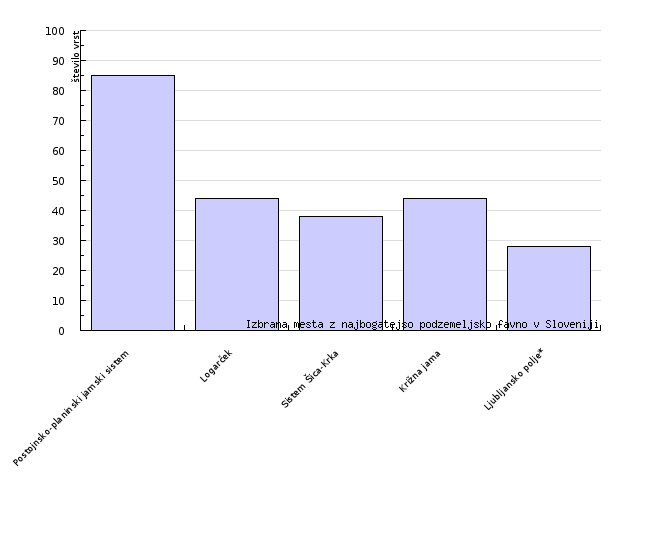 število vrst
100
90
80
70
60
50
40
30
20
10
0
Izbrana mesta z najbogatejso podzemeljsko favno v Sloveniji
Postojnsko-planinski jamski sistem
Logarček
Sistem Šica-Krka
Križna jama
Ljubljansko polje*